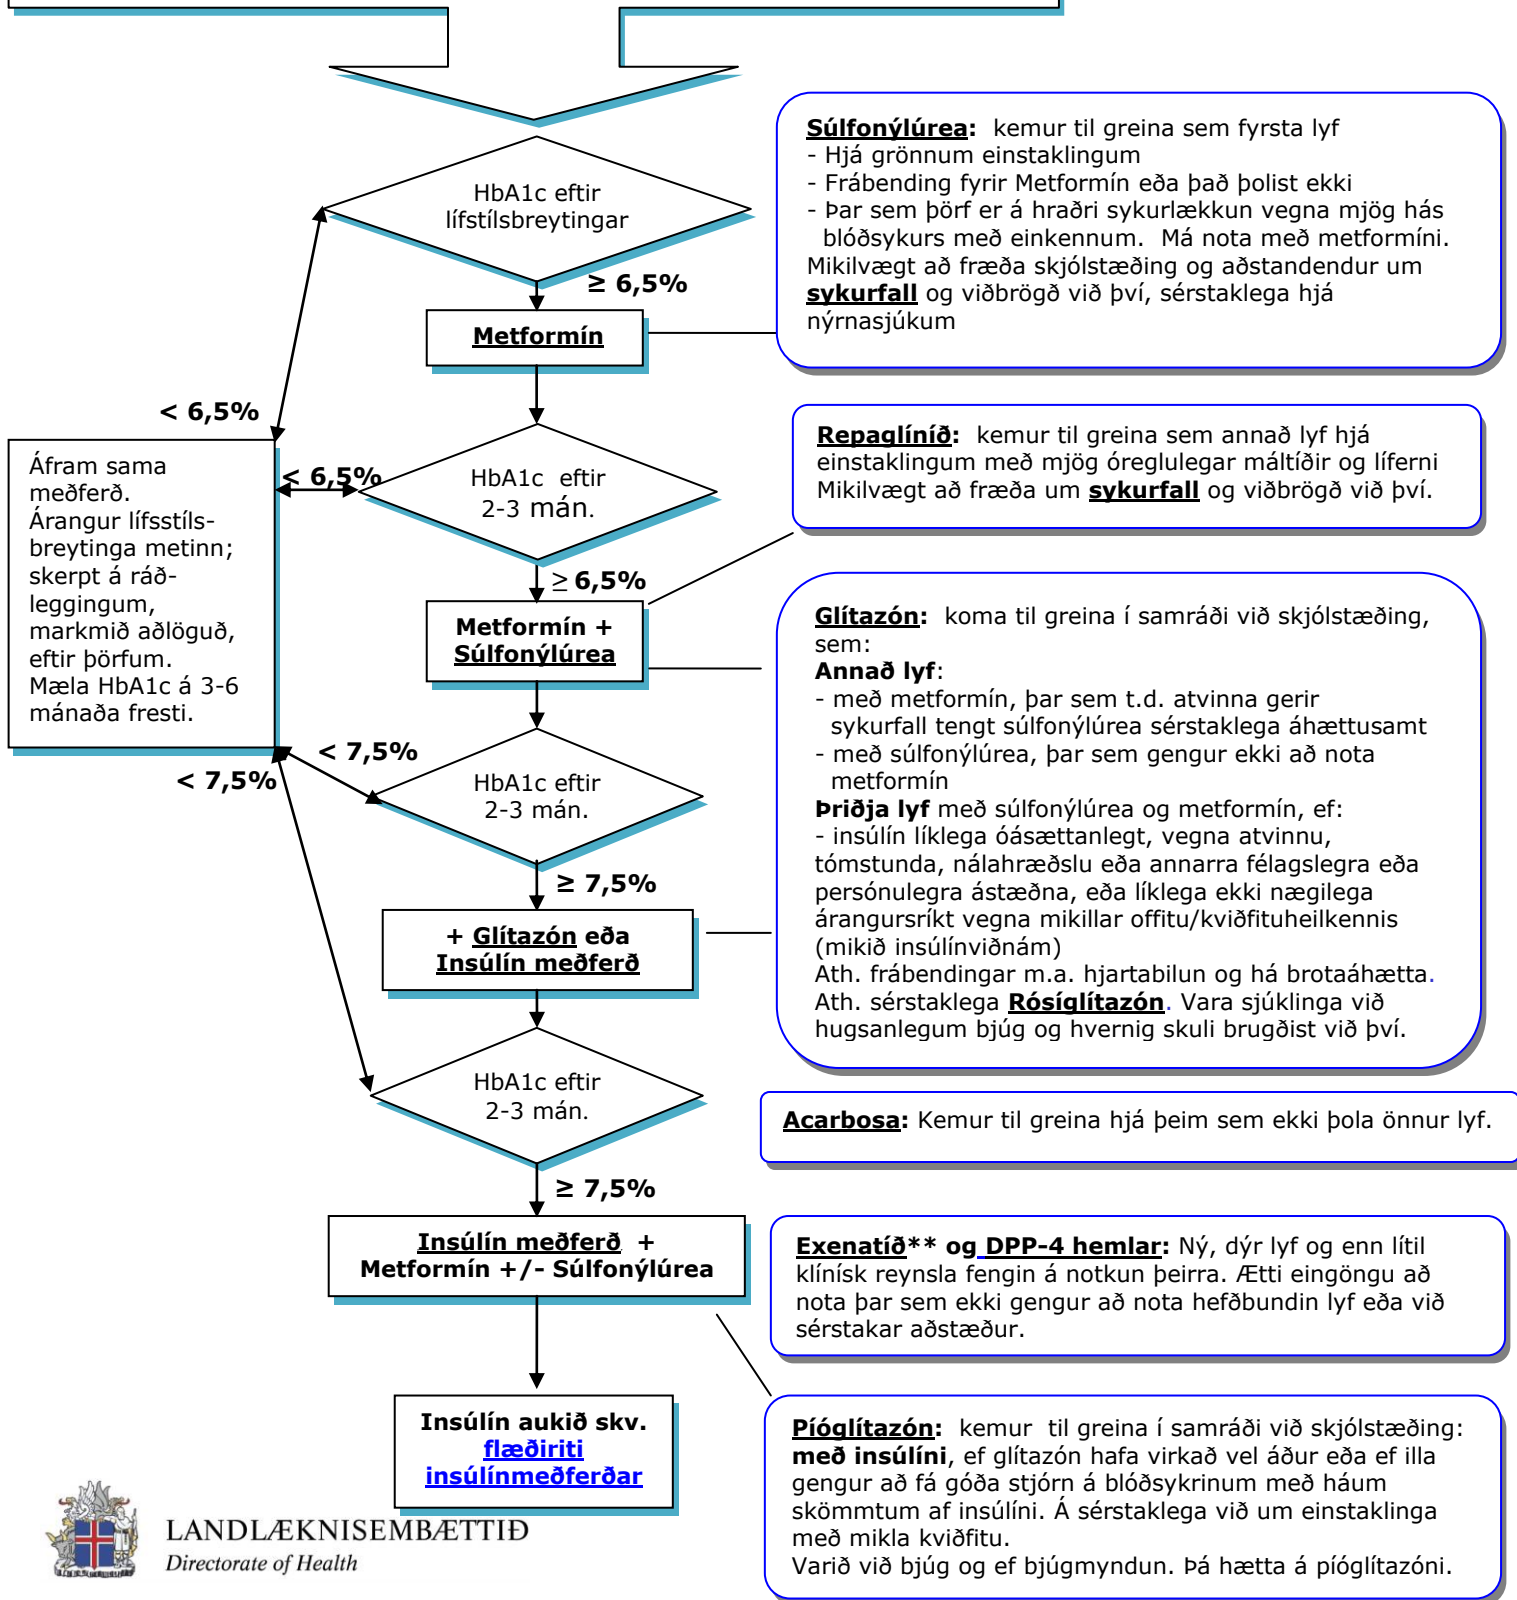 HbA1c eftir
lífstílsbreytingar
≥ 6,5%
Metformín
Súlfonýlúrea: kemur til greina sem fyrsta lyf
- Hjá grönnum einstaklingum
- Frábending fyrir Metformín eða það þolist ekki
- Þar sem þörf er á hraðri sykurlækkun vegna mjög hás
blóðsykurs með einkennum. Má nota með metformíni.
Mikilvægt að fræða skjólstæðing og aðstandendur um
sykurfall og viðbrögð við því, sérstaklega hjá
nýrnasjúkum
< 6,5%
Áfram sama
meðferð.
Árangur lífsstíls-
breytinga metinn;
skerpt á ráð-
leggingum,
markmið aðlöguð,
eftir þörfum.
Mæla HbA1c á 3-6
mánaða fresti.
< 6,5%
HbA1c eftir
2-3 mán.
≥ 6,5%
Repaglíníð: kemur til greina sem annað lyf hjá
einstaklingum með mjög óreglulegar máltíðir og líferni
Mikilvægt að fræða um sykurfall og viðbrögð við því.
Metformín +
Súlfonýlúrea
< 7,5%
< 7,5%
HbA1c eftir
2-3 mán.
≥ 7,5%
+ Glítazón eða
Insúlín meðferð
Glítazón: koma til greina í samráði við skjólstæðing,
sem:
Annað lyf:
- með metformín, þar sem t.d. atvinna gerir
sykurfall tengt súlfonýlúrea sérstaklega áhættusamt
- með súlfonýlúrea, þar sem gengur ekki að nota
metformín
Þriðja lyf með súlfonýlúrea og metformín, ef:
- insúlín líklega óásættanlegt, vegna atvinnu,
tómstunda, nálahræðslu eða annarra félagslegra eða
persónulegra ástæðna, eða líklega ekki nægilega
árangursríkt vegna mikillar offitu/kviðfituheilkennis
(mikið insúlínviðnám)
Ath. frábendingar m.a. hjartabilun og há brotaáhætta.
Ath. sérstaklega Rósíglítazón. Vara sjúklinga við
hugsanlegum bjúg og hvernig skuli brugðist við því.
HbA1c eftir
2-3 mán.
≥ 7,5%
Acarbosa: Kemur til greina hjá þeim sem ekki þola önnur lyf.
Insúlín meðferð +
Metformín +/- Súlfonýlúrea
Exenatíð** og DPP-4 hemlar: Ný, dýr lyf og enn lítil
klínísk reynsla fengin á notkun þeirra. Ætti eingöngu að
nota þar sem ekki gengur að nota hefðbundin lyf eða við
sérstakar aðstæður.
Insúlín aukið skv.
flæðiriti
insúlínmeðferðar
Píóglítazón: kemur til greina í samráði við skjólstæðing:
með insúlíni, ef glítazón hafa virkað vel áður eða ef illa
gengur að fá góða stjórn á blóðsykrinum með háum
skömmtum af insúlíni. Á sérstaklega við um einstaklinga
með mikla kviðfitu.
Varið við bjúg og ef bjúgmyndun. Þá hætta á píóglítazóni.
LANDLÆKNISEMBÆTTIÐ
Directorate of Health